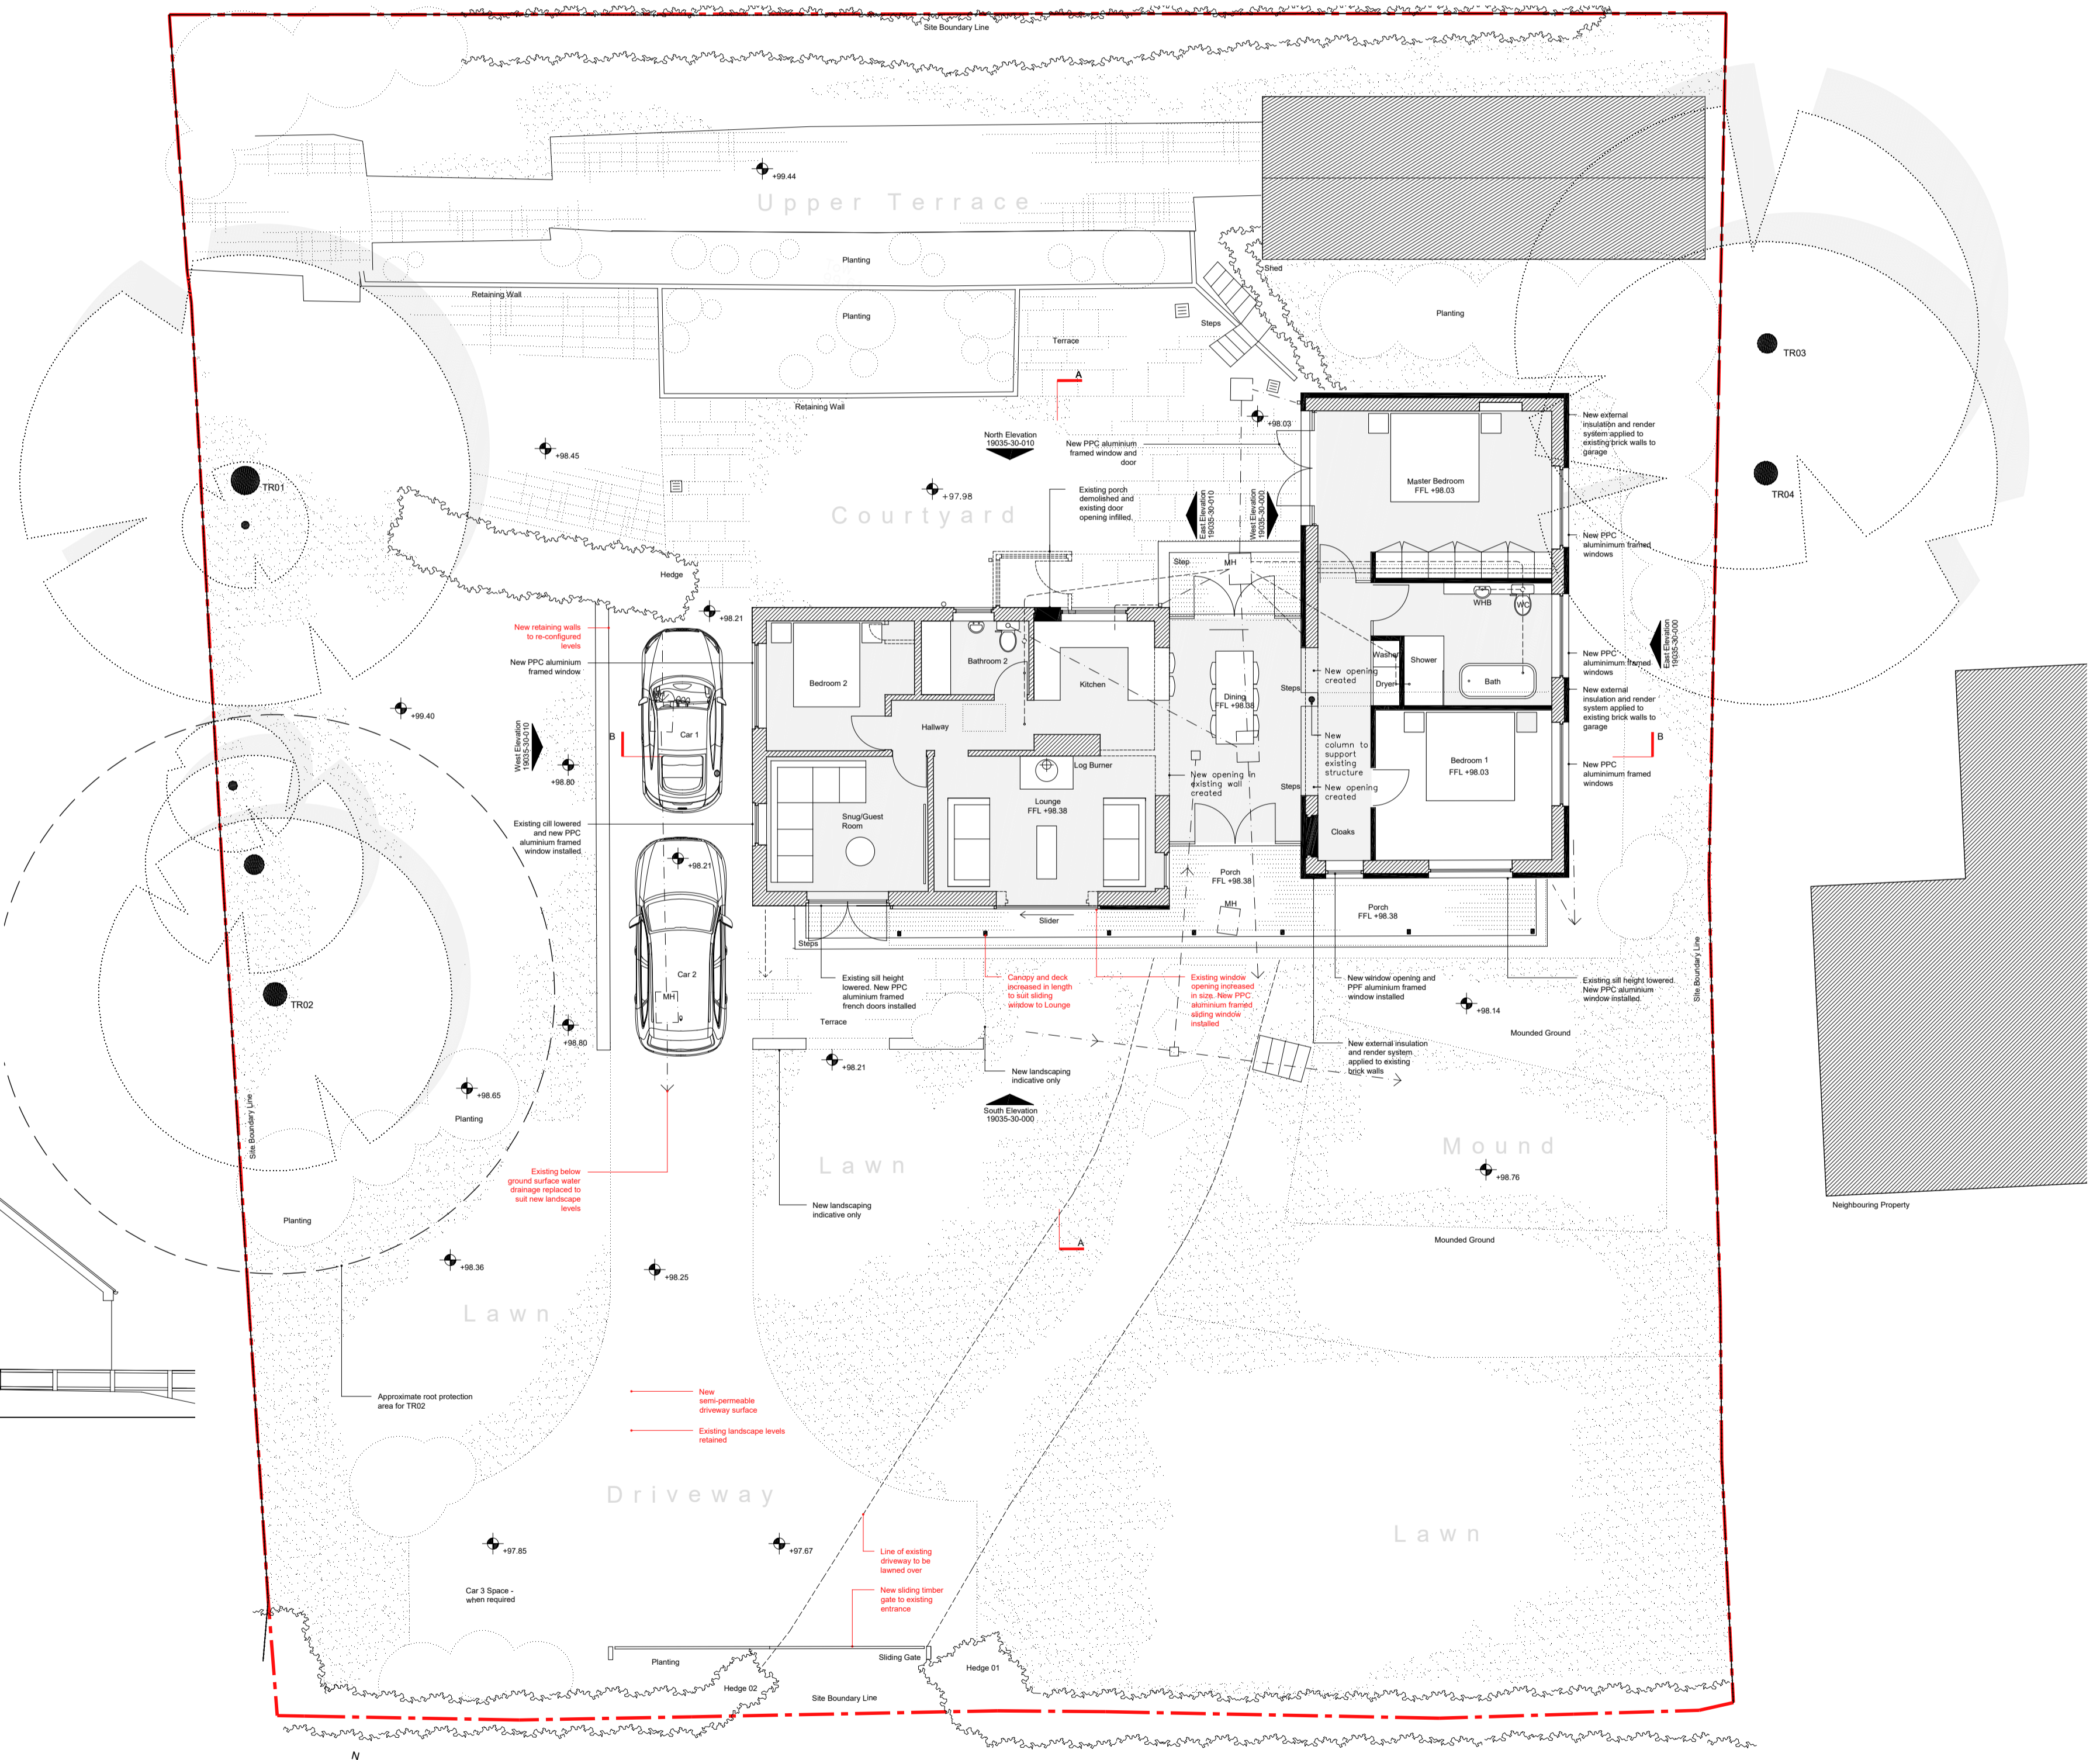 Site Boundary Line
+99.44
Upper Terrace
Planting
Shed
Retaining Wall
Planting
Planting
Steps
Terrace
TR03
A
Retaining Wall
New external
insulation and render
system applied to
existing brick walls to
garage
+98.03
North Elevation
19035-30-010
New PPC aluminium
framed window and
door
+98.45
Master Bedroom
FFL +98.03
TR01
TR04
+97.98
Existing porch
demolished and
existing door
opening infilled.
Courtyard
East Elevation
19035-30-010
West Elevation
19035-30-000
New PPC
aluminimum framed
windows
Step
MH
Hedge
WHB
WC
+98.21
New retaining walls
to re-configured
levels
East Elevation
19035-30-000
New PPC aluminium
framed window
Bathroom 2
Washer
Shower
New PPC
aluminimum framed
windows
Bedroom 2
Kitchen
New opening
created
Dryer
Bath
Steps
Dining
FFL +98.38
New external
insulation and render
system applied to
existing brick walls to
garage
+99.40
Hallway
B
Car 1
West Elevation
19035-30-010
New
column to
support
existing
structure
B
Bedroom 1
FFL +98.03
Log Burner
New PPC
aluminimum framed
windows
+98.80
New opening in
existing wall
created
Steps
New opening
created
Lounge
FFL +98.38
Snug/Guest
Room
Existing cill lowered
and new PPC
aluminium framed
window installed
Cloaks
+98.21
Porch
FFL +98.38
MH
Porch
FFL +98.38
Slider
Steps
Site Boundary Line
Car 2
MH
Existing sill height
lowered. New PPC
aluminium framed
french doors installed
Canopy and deck
increased in length
to suit sliding
window to Lounge
Existing window
opening increased
in size. New PPC
aluminium framed
sliding window
installed
New window opening and
PPF aluminium framed
window installed
Existing sill height lowered.
New PPC aluminium
window installed.
TR02
+98.14
Terrace
Mounded Ground
+98.80
+98.21
New external insulation
and render system
applied to existing
brick walls
New landscaping
indicative only
+98.65
Planting
South Elevation
19035-30-000
Site Boundary Line
Mound
Lawn
+98.76
Existing below
ground surface water
drainage replaced to
suit new landscape
levels
New landscaping
indicative only
Neighbouring Property
Planting
A
Mounded Ground
+98.36
+98.25
Lawn
Approximate root protection
area for TR02
New
semi-permeable
driveway surface
Existing landscape levels
retained
Driveway
Lawn
+97.85
+97.67
Line of existing
driveway to be
lawned over
Car 3 Space -
when required
New sliding timber
gate to existing
entrance
Planting
Sliding Gate
Hedge 01
Hedge 02
Site Boundary Line
N